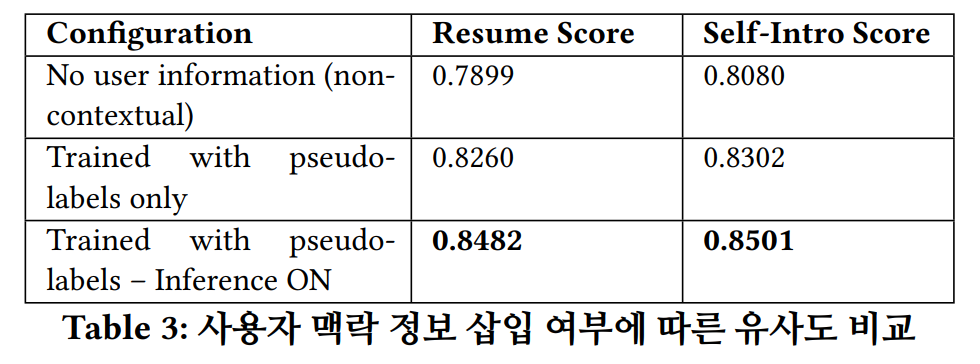 Configuration Resume Score Self-Intro Score
No user information (non-
contextual) 0.7899 0.8080
Trained with pseudo-
labels only 0.8260 0.8302
Trained with pseudo-
labels – Inference ON 0.8482 0.8501
Table 3: 사용자 맥락 정보 삽입 여부에 따른 유사도 비교